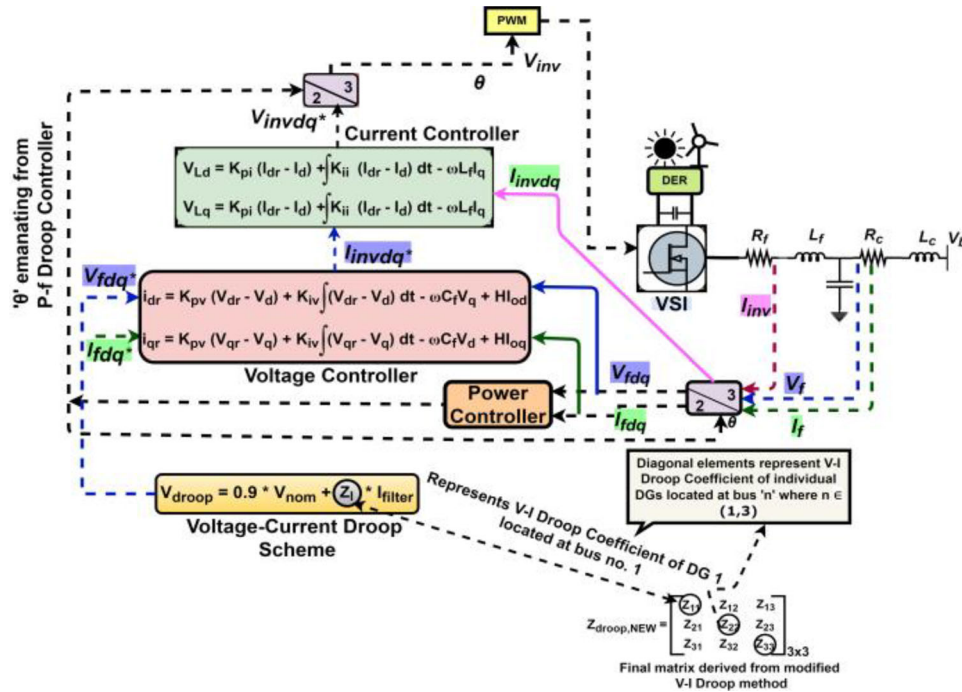 PWM
V_inv
θ
2 3
V_invdq*
Current Controller
V_Ld = K_pi (I_dr - I_d) +∫K_ii (I_dr - I_d) dt - ωL_fI_q
V_Lq = K_pi (I_dr - I_d) +∫K_ii (I_dr - I_d) dt - ωL_fI_q
I_invdq
DER
VSI
R_f
L_f
R_c
L_c
'θ' emanating from
P-f Droop Controller
V_fdq*
I_invdq*
i_dr = K_pv (V_dr - V_d) + K_iv∫(V_dr - V_d) dt - ωC_fV_q + HI_od
i_qr = K_pv (V_qr - V_q) + K_iv∫(V_qr - V_q) dt - ωC_fV_d + HI_oq
I_fdq*
Voltage Controller
I_inv
V_fdq
V_f
Power
Controller
I_fdq
2 3
θ
I_f
V_droop = 0.9 * V_nom + Z_I * I_filter
Voltage-Current Droop
Scheme
Represents V-I Droop Coefficient of DG 1
located at bus no. 1
Diagonal elements represent V-I
Droop Coefficient of individual
DGs located at bus 'n' where n ∈
(1,3)
Z_11 Z_12 Z_13
Z_droop,NEW = Z_21 Z_22 Z_23
Z_31 Z_32 Z_33
3x3
Final matrix derived from modified
V-I Droop method